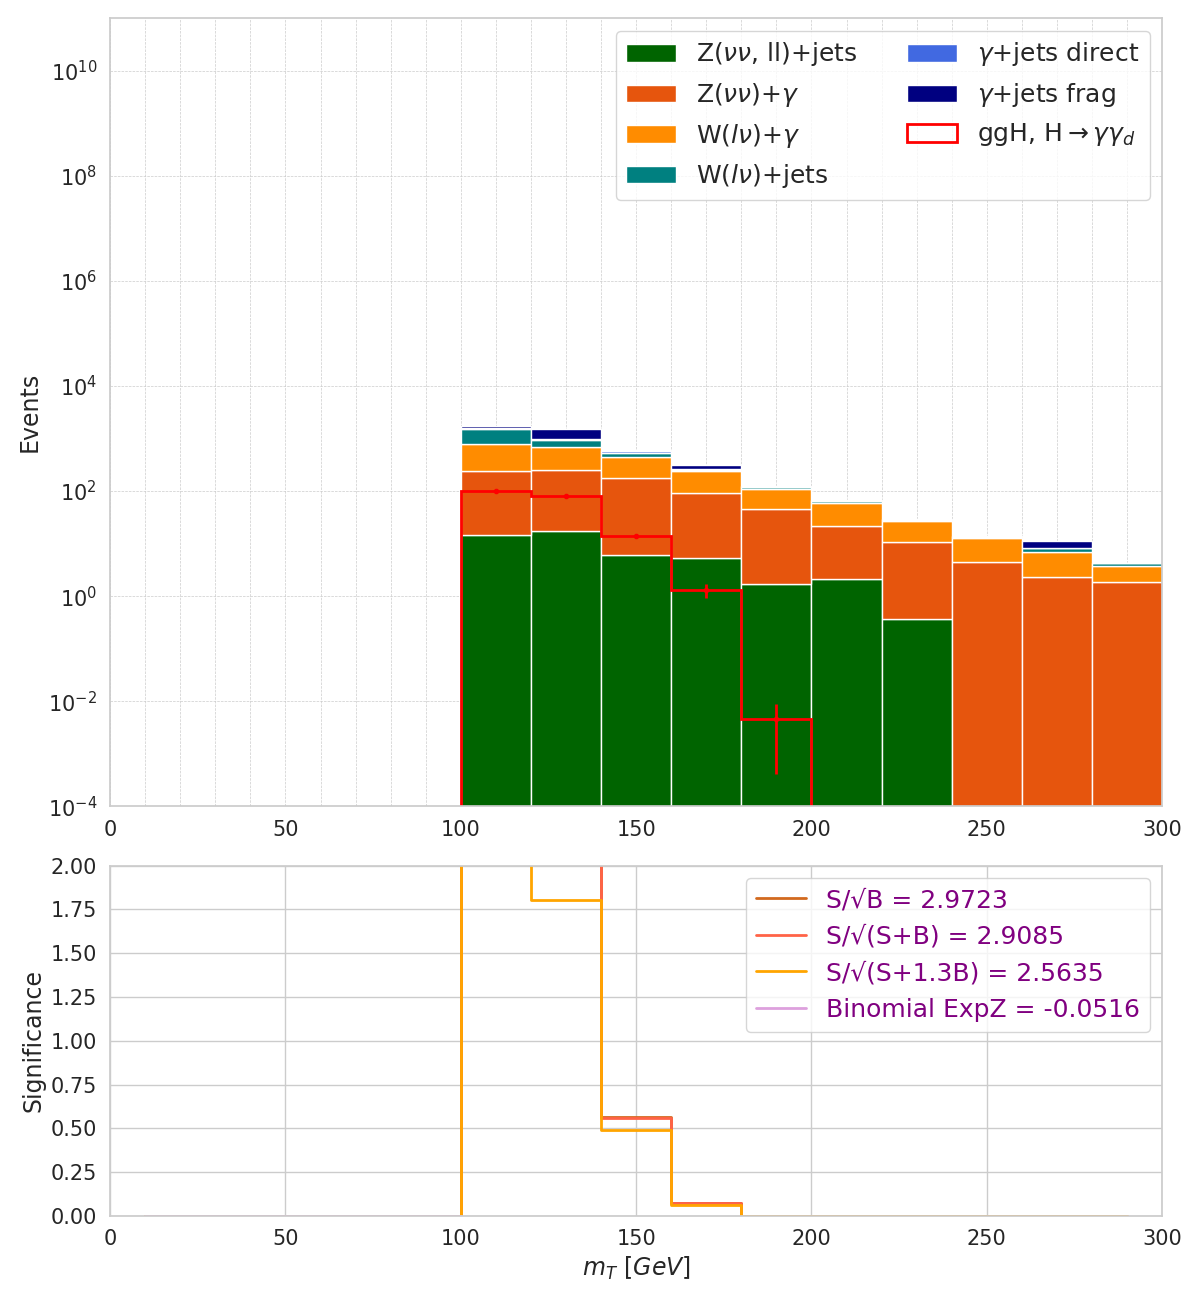 Z(νν, ll)+jets
Z(νν)+γ
W(lν)+γ
W(lν)+jets
γ+jets direct
γ+jets frag
ggH, H→γγ_d
Events
10^10
10^8
10^6
10^4
10^2
10^0
10^−2
10^−4
0 50 100 150 200 250 300
S/√B = 2.9723
S/√(S+B) = 2.9085
S/√(S+1.3B) = 2.5635
Binomial ExpZ = -0.0516
Significance
2.00
1.75
1.50
1.25
1.00
0.75
0.50
0.25
0.00
0 50 100 150 200 250 300
m_T [GeV]